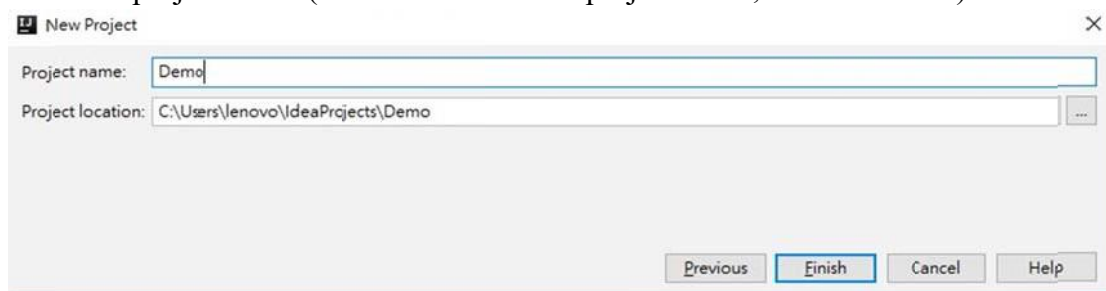 New Project
Project name: Demo
Project location: C:\Users\lenovo\IdeaProjects\Demo ...
Previous Finish Cancel Help